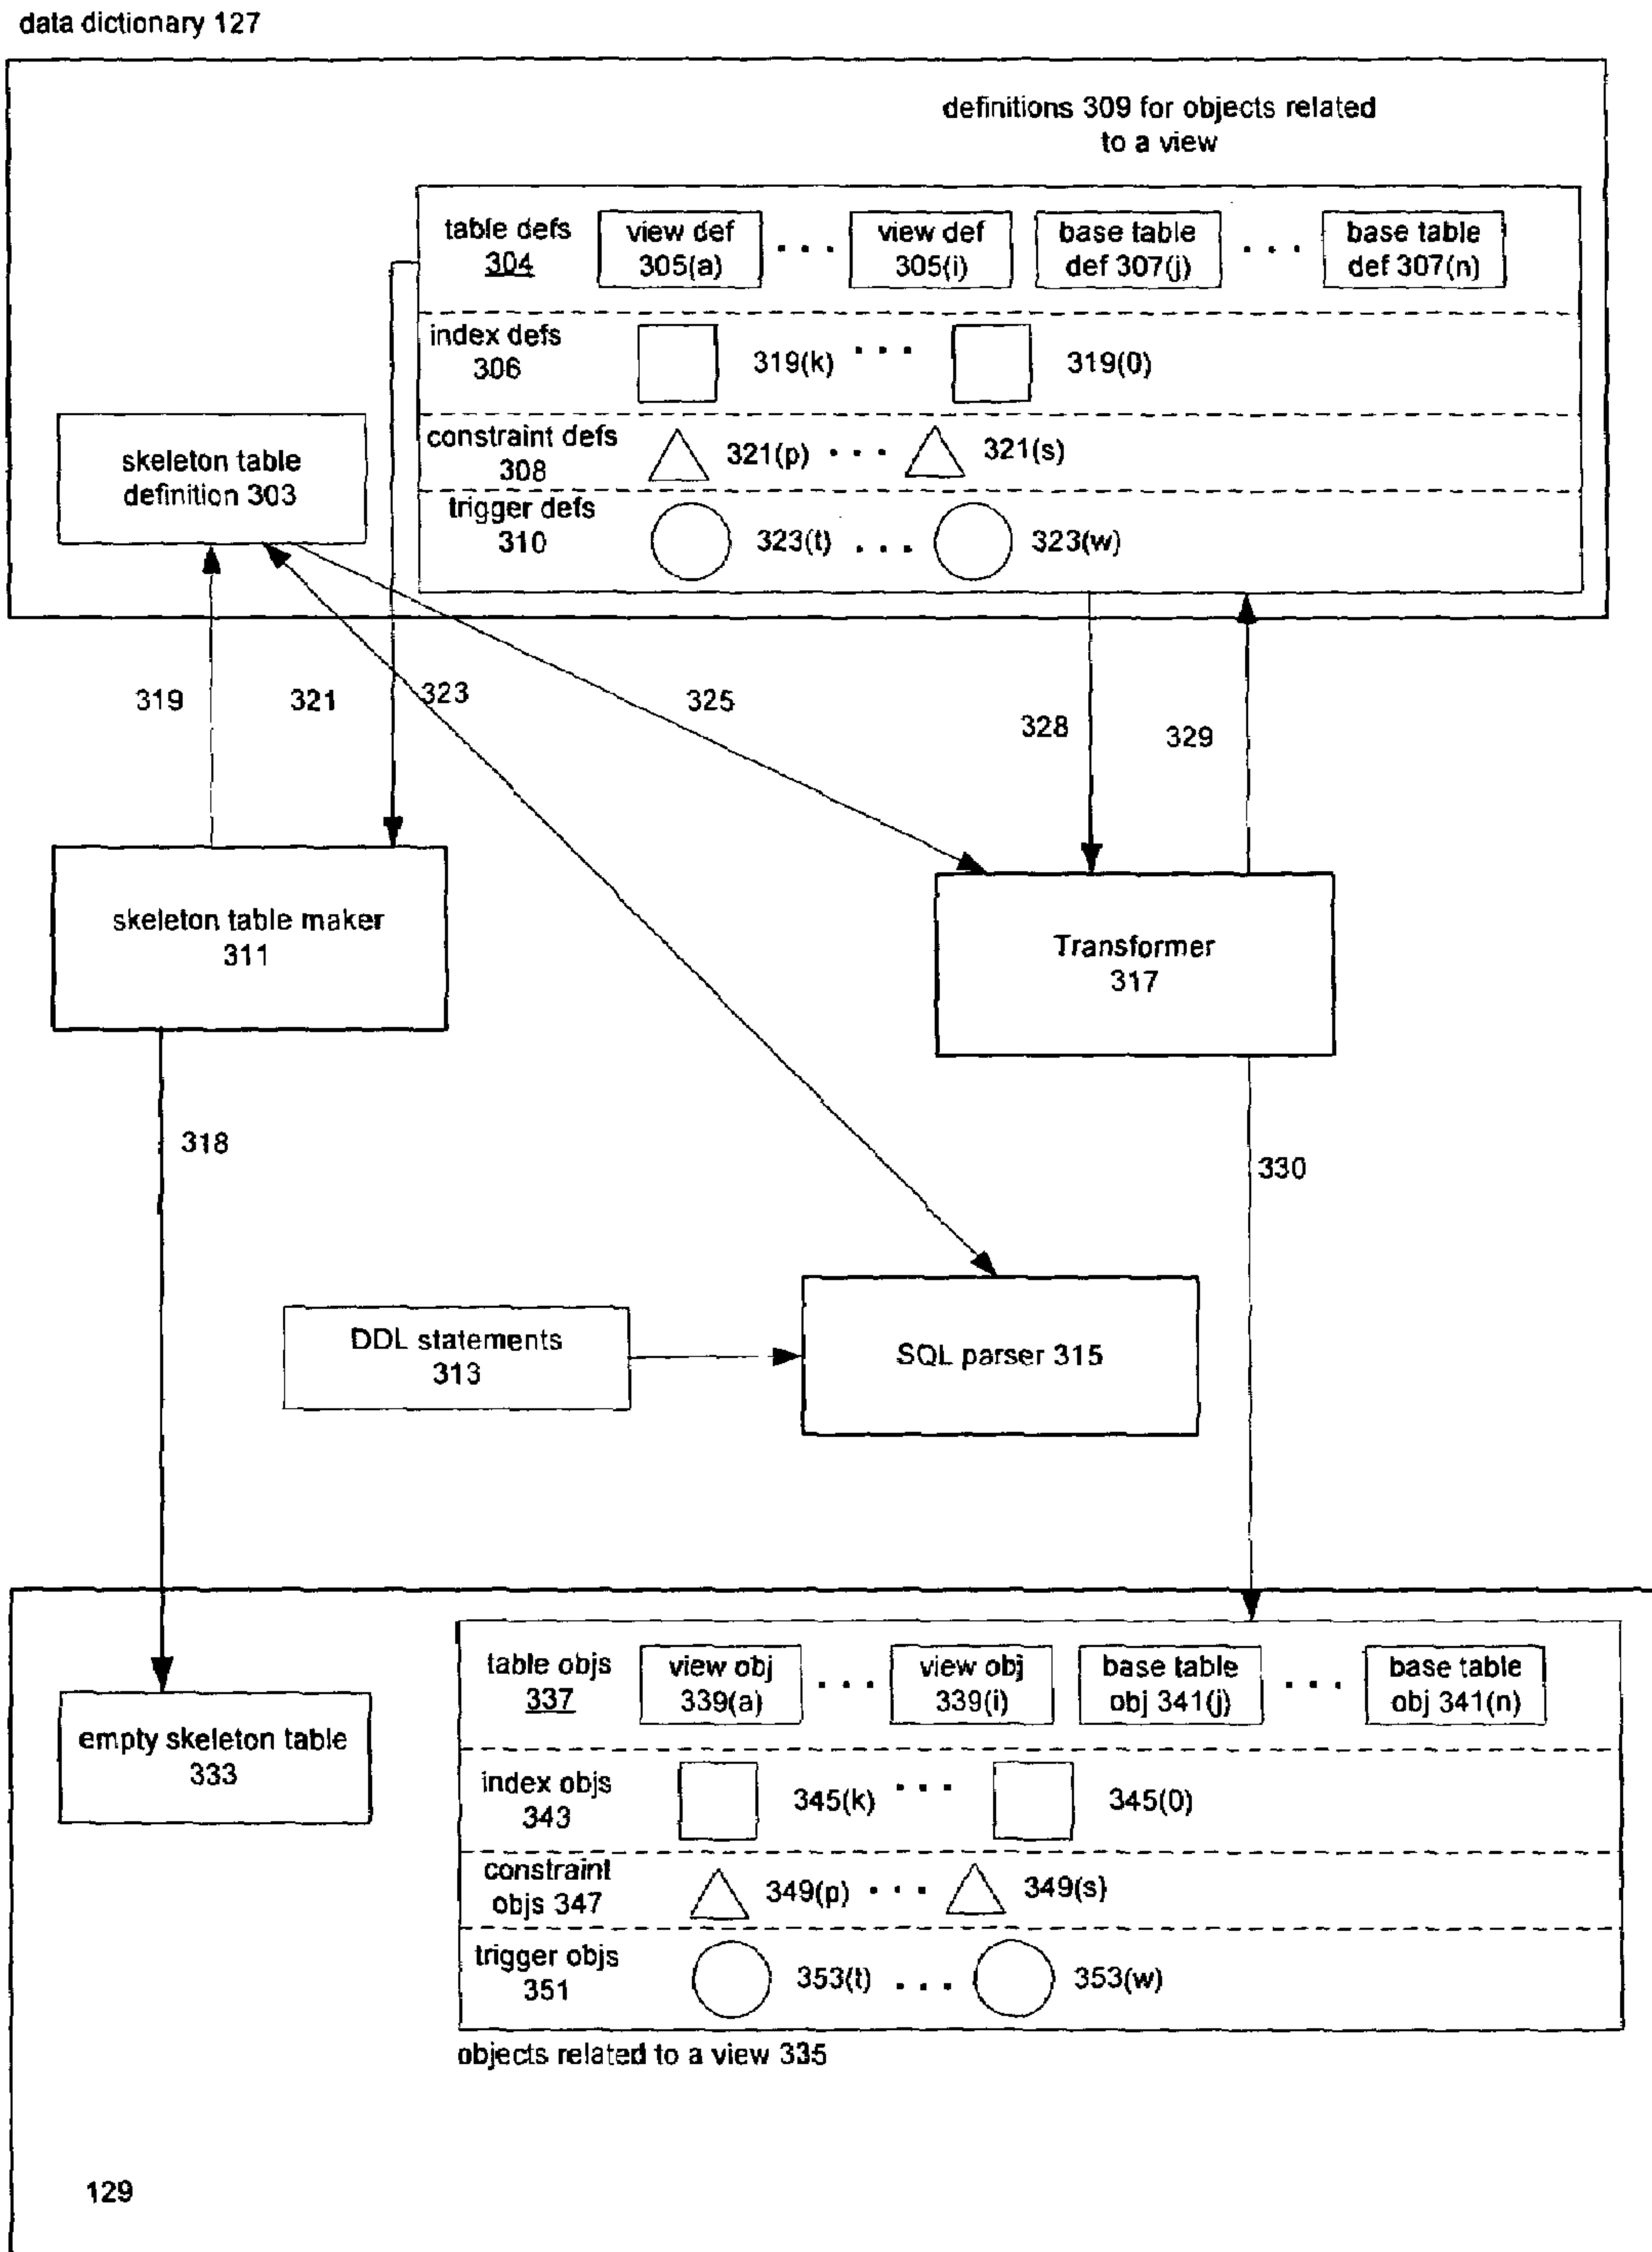 data dictionary 127
definitions 309 for objects related
to a view
table defs
304
view def
305(a)
. . .
view def
305(i)
base table
def 307(j)
. . .
base table
def 307(n)
index defs
306
319(k)
. . .
319(0)
constraint defs
308
321(p)
. . .
321(s)
trigger defs
310
323(t)
. . .
323(w)
skeleton table
definition 303
319
321
323
325
328
329
skeleton table maker
311
Transformer
317
318
330
DDL statements
313
SQL parser 315
table objs
337
view obj
339(a)
. . .
view obj
339(i)
base table
obj 341(j)
. . .
base table
obj 341(n)
empty skeleton table
333
index objs
343
345(k)
. . .
345(0)
constraint
objs 347
349(p)
. . .
349(s)
trigger objs
351
353(t)
. . .
353(w)
objects related to a view 335
129